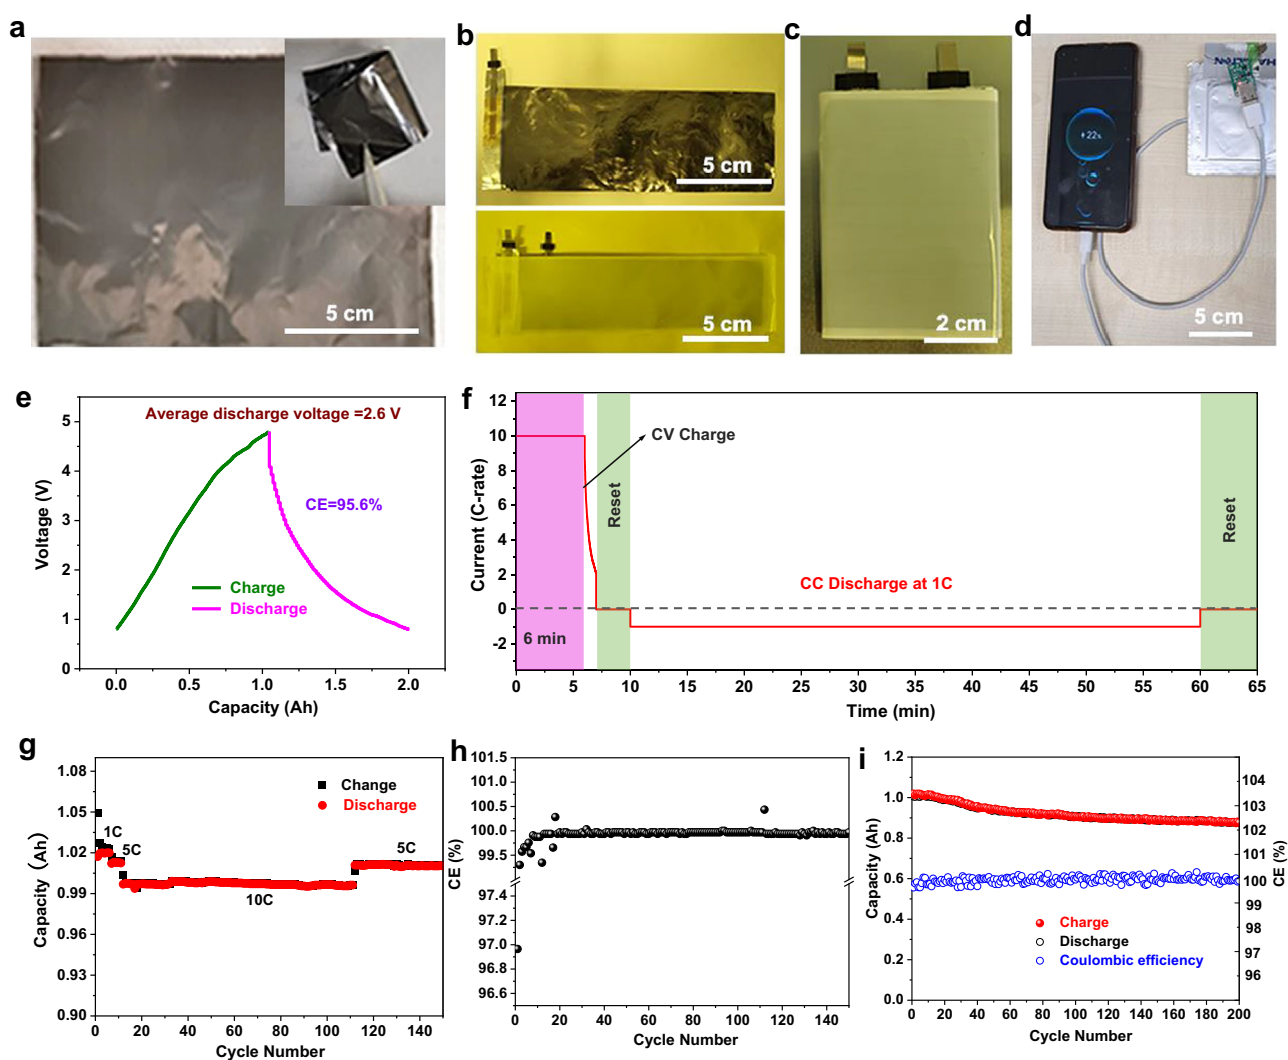 a
b
c
d
5 cm
5 cm
5 cm
2 cm
22%
HAMILTON
5 cm
e
Average discharge voltage =2.6 V
CE=95.6%
Charge
Discharge
Voltage (V)
5
4
3
2
1
0
0.0 0.5 1.0 1.5 2.0
Capacity (Ah)
f
CV Charge
Reset
Reset
CC Discharge at 1C
6 min
Current (C-rate)
12
10
8
6
4
2
0
-2
0 5 10 15 20 25 30 35 40 45 50 55 60 65
Time (min)
g
Change
Discharge
1C
5C
10C
5C
Capacity (Ah)
1.08
1.05
1.02
0.99
0.96
0.93
0.90
0 20 40 60 80 100 120 140
Cycle Number
h
CE (%)
101.5
101.0
100.5
100.0
99.5
97.4
97.2
97.0
96.8
96.6
0 20 40 60 80 100 120 140
Cycle Number
i
Charge
Discharge
Coulombic efficiency
Capacity (Ah)
1.2
1.0
0.8
0.6
0.4
0.2
0.0
CE (%)
104
103
102
101
100
99
98
97
96
0 20 40 60 80 100 120 140 160 180 200
Cycle Number